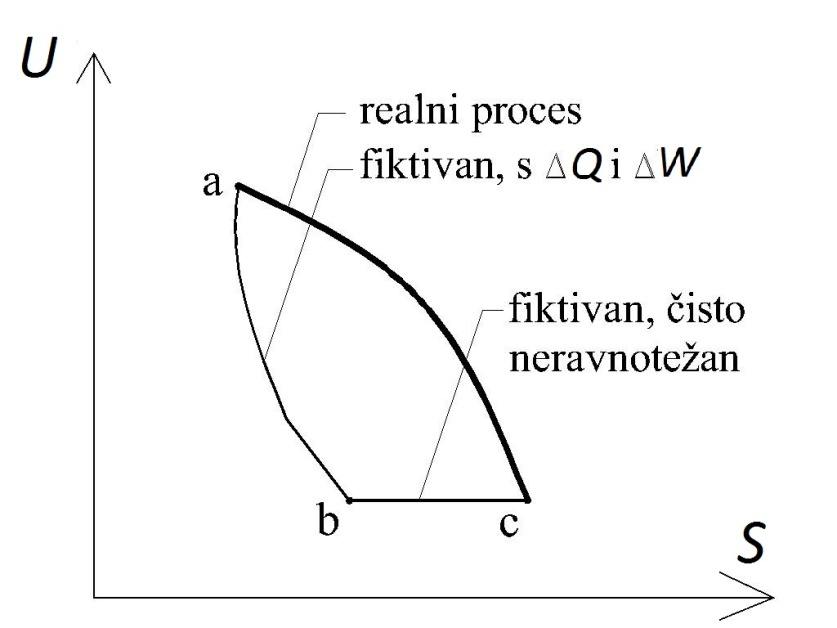 U
realni proces
fiktivan, s ΔQ i ΔW
a
fiktivan, čisto
neravnotežan
b
c
S